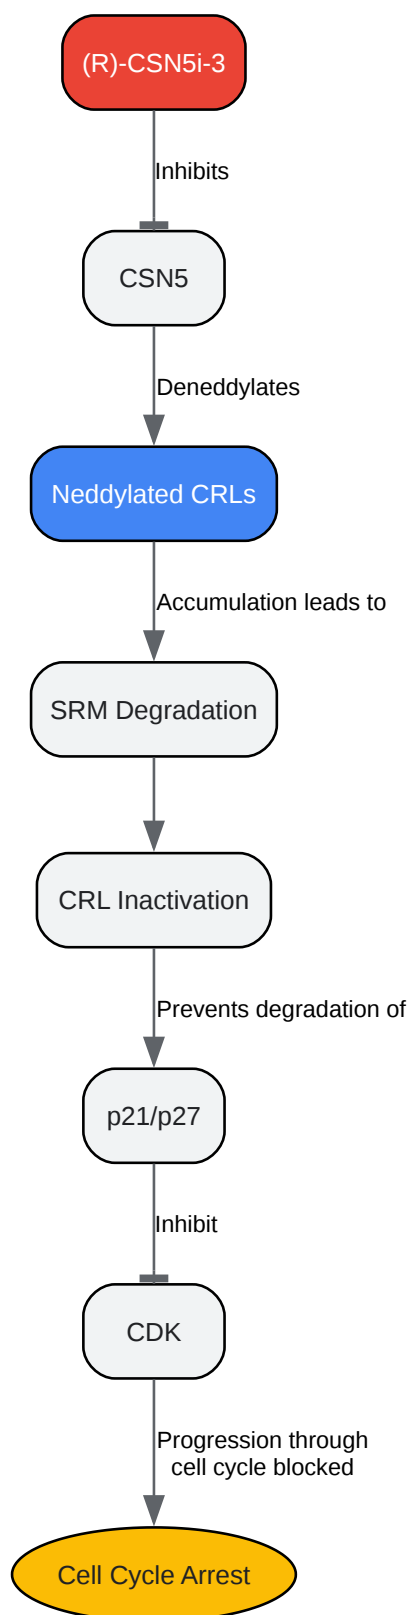 (R)-CSN5i-3
Inhibits
CSN5
Deneddylates
Neddylated CRLs
Accumulation leads to
SRM Degradation
CRL Inactivation
Prevents degradation of
p21/p27
Inhibit
CDK
Progression through
cell cycle blocked
Cell Cycle Arrest